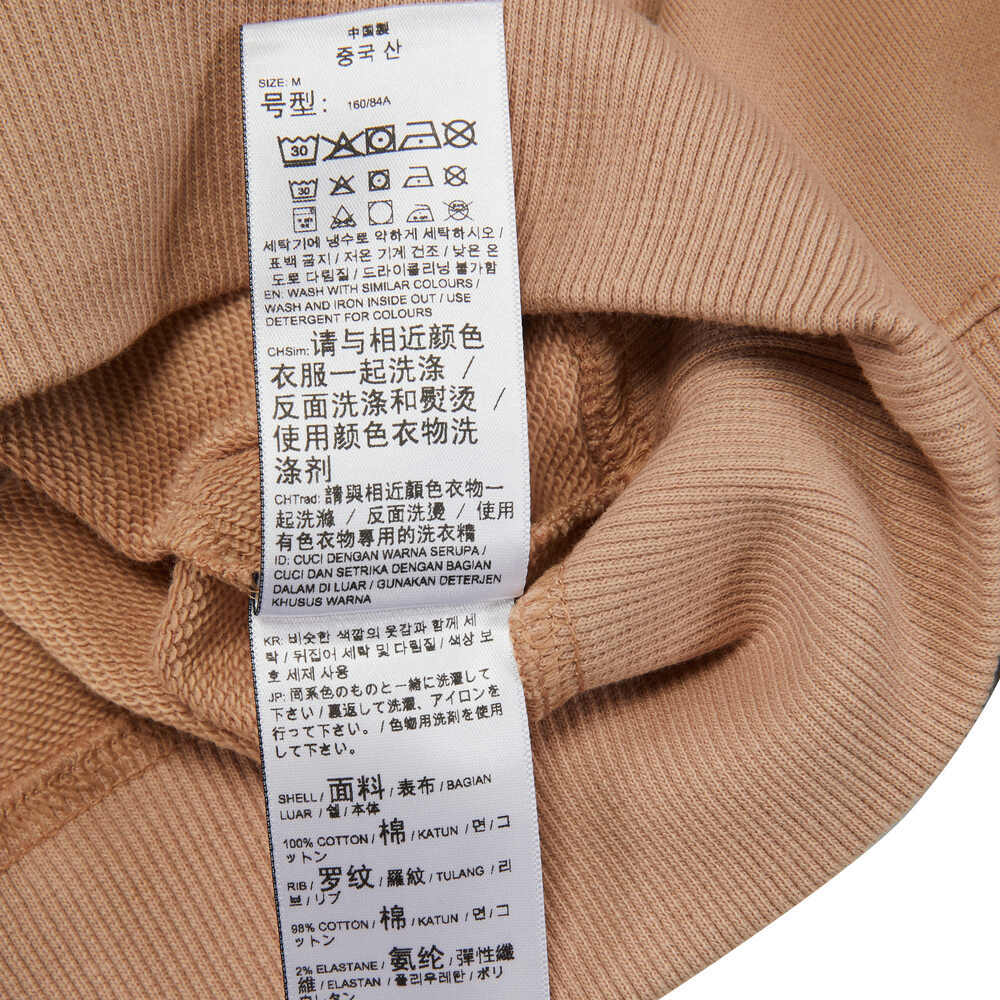 中国製
중국 산
SIZE: M
号型: 160/84A
30
30
세탁기에 냉수로 약하게 세탁하시오 /
표백 금지 / 저온 기계 건조 / 낮은 온
도로 다림질 / 드라이클리닝 불가함
EN: WASH WITH SIMILAR COLOURS /
WASH AND IRON INSIDE OUT / USE
DETERGENT FOR COLOURS
CHSim: 请与相近颜色
衣服一起洗涤 /
反面洗涤和熨烫 /
使用颜色衣物洗
涤剂
CHTrad: 請與相近顏色衣物一
起洗滌 / 反面洗燙 / 使用
有色衣物專用的洗衣精
ID: CUCI DENGAN WARNA SERUPA /
CUCI DAN SETRIKA DENGAN BAGIAN
DALAM DI LUAR / GUNAKAN DETERJEN
KHUSUS WARNA
KR: 비슷한 색깔의 옷감과 함께 세
탁 / 뒤집어 세탁 및 다림질 / 색상 보
호 세제 사용
JP: 同系色のものと一緒に洗濯して
下さい / 裏返して洗濯、アイロンを
行って下さい。 / 色物用洗剤を使用
して下さい。
SHELL / 面料 / 表布 / BAGIAN
LUAR / 쉘 / 本体
100% COTTON / 棉 / KATUN / 면 / コ
ットン
RIB / 罗纹 / 羅紋 / TULANG / 리
브 / リブ
98% COTTON / 棉 / KATUN / 면 / コ
ットン
2% ELASTANE / 氨纶 / 彈性纖
維 / ELASTAN / 폴리우레탄 / ポリ
ウレタン